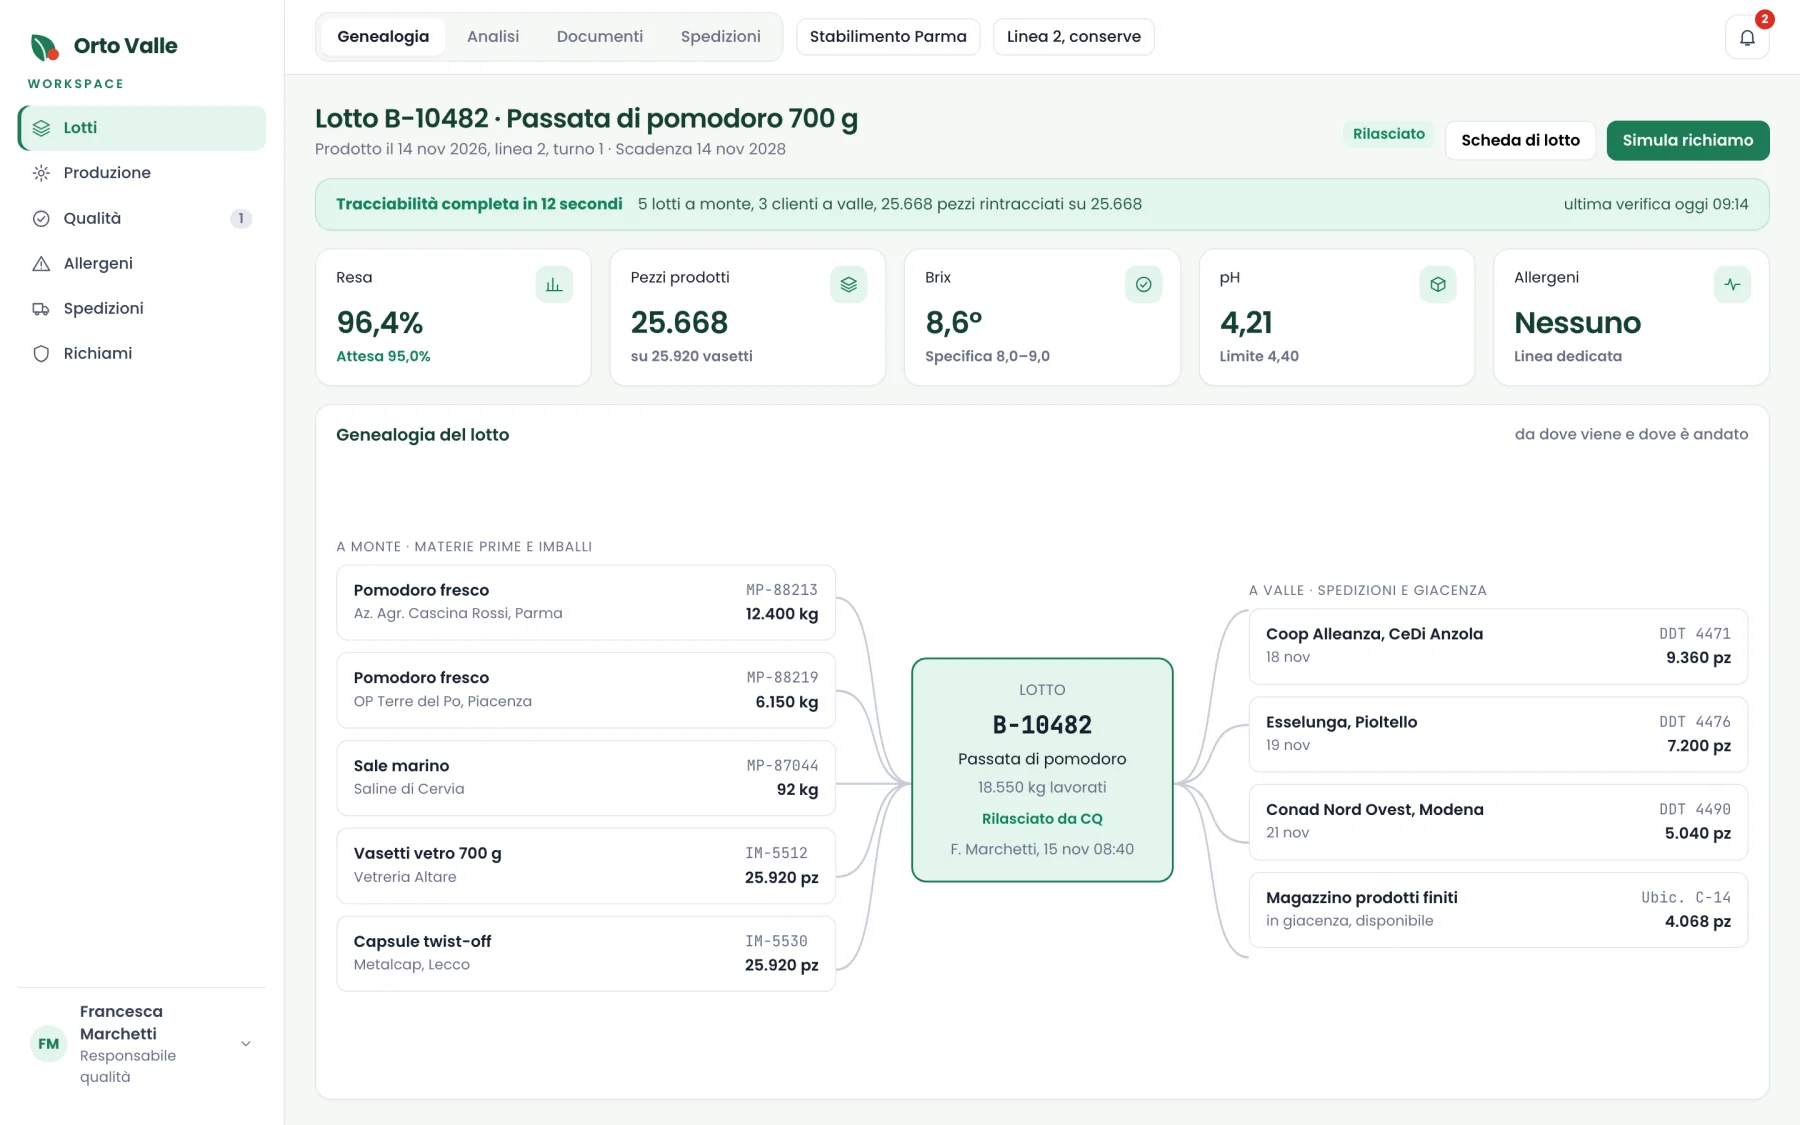 Orto Valle
WORKSPACE
Lotti
Produzione
Qualità 1
Allergeni
Spedizioni
Richiami
FM
Francesca
Marchetti
Responsabile
qualità
Genealogia Analisi Documenti Spedizioni
Stabilimento Parma
Linea 2, conserve
2
Lotto B-10482 · Passata di pomodoro 700 g
Prodotto il 14 nov 2026, linea 2, turno 1 · Scadenza 14 nov 2028
Rilasciato
Scheda di lotto
Simula richiamo
Tracciabilità completa in 12 secondi 5 lotti a monte, 3 clienti a valle, 25.668 pezzi rintracciati su 25.668 ultima verifica oggi 09:14
Resa
96,4%
Attesa 95,0%
Pezzi prodotti
25.668
su 25.920 vasetti
Brix
8,6°
Specifica 8,0–9,0
pH
4,21
Limite 4,40
Allergeni
Nessuno
Linea dedicata
Genealogia del lotto
da dove viene e dove è andato
A MONTE · MATERIE PRIME E IMBALLI
Pomodoro fresco MP-88213
Az. Agr. Cascina Rossi, Parma 12.400 kg
Pomodoro fresco MP-88219
OP Terre del Po, Piacenza 6.150 kg
Sale marino MP-87044
Saline di Cervia 92 kg
Vasetti vetro 700 g IM-5512
Vetreria Altare 25.920 pz
Capsule twist-off IM-5530
Metalcap, Lecco 25.920 pz
LOTTO
B-10482
Passata di pomodoro
18.550 kg lavorati
Rilasciato da CQ
F. Marchetti, 15 nov 08:40
A VALLE · SPEDIZIONI E GIACENZA
Coop Alleanza, CeDi Anzola DDT 4471
18 nov 9.360 pz
Esselunga, Pioltello DDT 4476
19 nov 7.200 pz
Conad Nord Ovest, Modena DDT 4490
21 nov 5.040 pz
Magazzino prodotti finiti Ubic. C-14
in giacenza, disponibile 4.068 pz